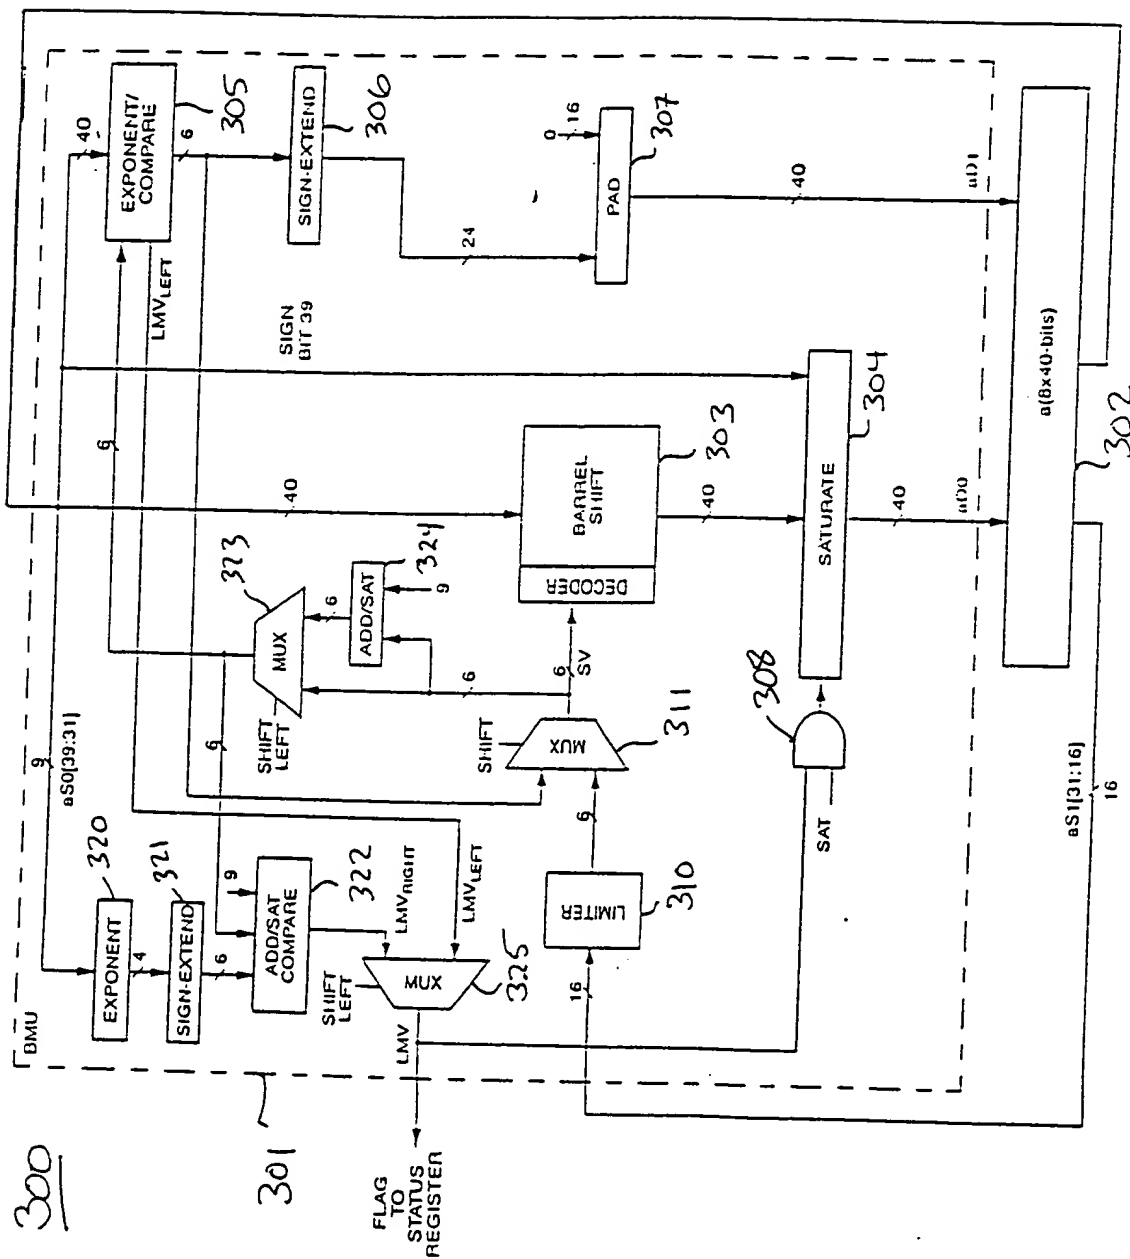 300
301
BMU
9
aS0[39:31]
320
EXPONENT
4
321
SIGN-EXTEND
6
9
322
ADD/SAT
COMPARE
6
LMVRIGHT
LMVLEFT
SHIFT
LEFT
MUX
325
LMV
FLAG
TO
STATUS
REGISTER
40
EXPONENT/
COMPARE
305
6
LMVLEFT
6
306
SIGN-EXTEND
24
0
16
307
PAD
40
aD1
SIGN
BIT 39
323
MUX
SHIFT
LEFT
6
324
ADD/SAT
9
6
6
SV
SHIFT
MUX
311
6
LIMITER
310
16
40
DECODER
BARREL
SHIFT
303
40
308
SAT
SATURATE
304
40
aD0
a(8x40-bits)
302
aS1[31:16]
16